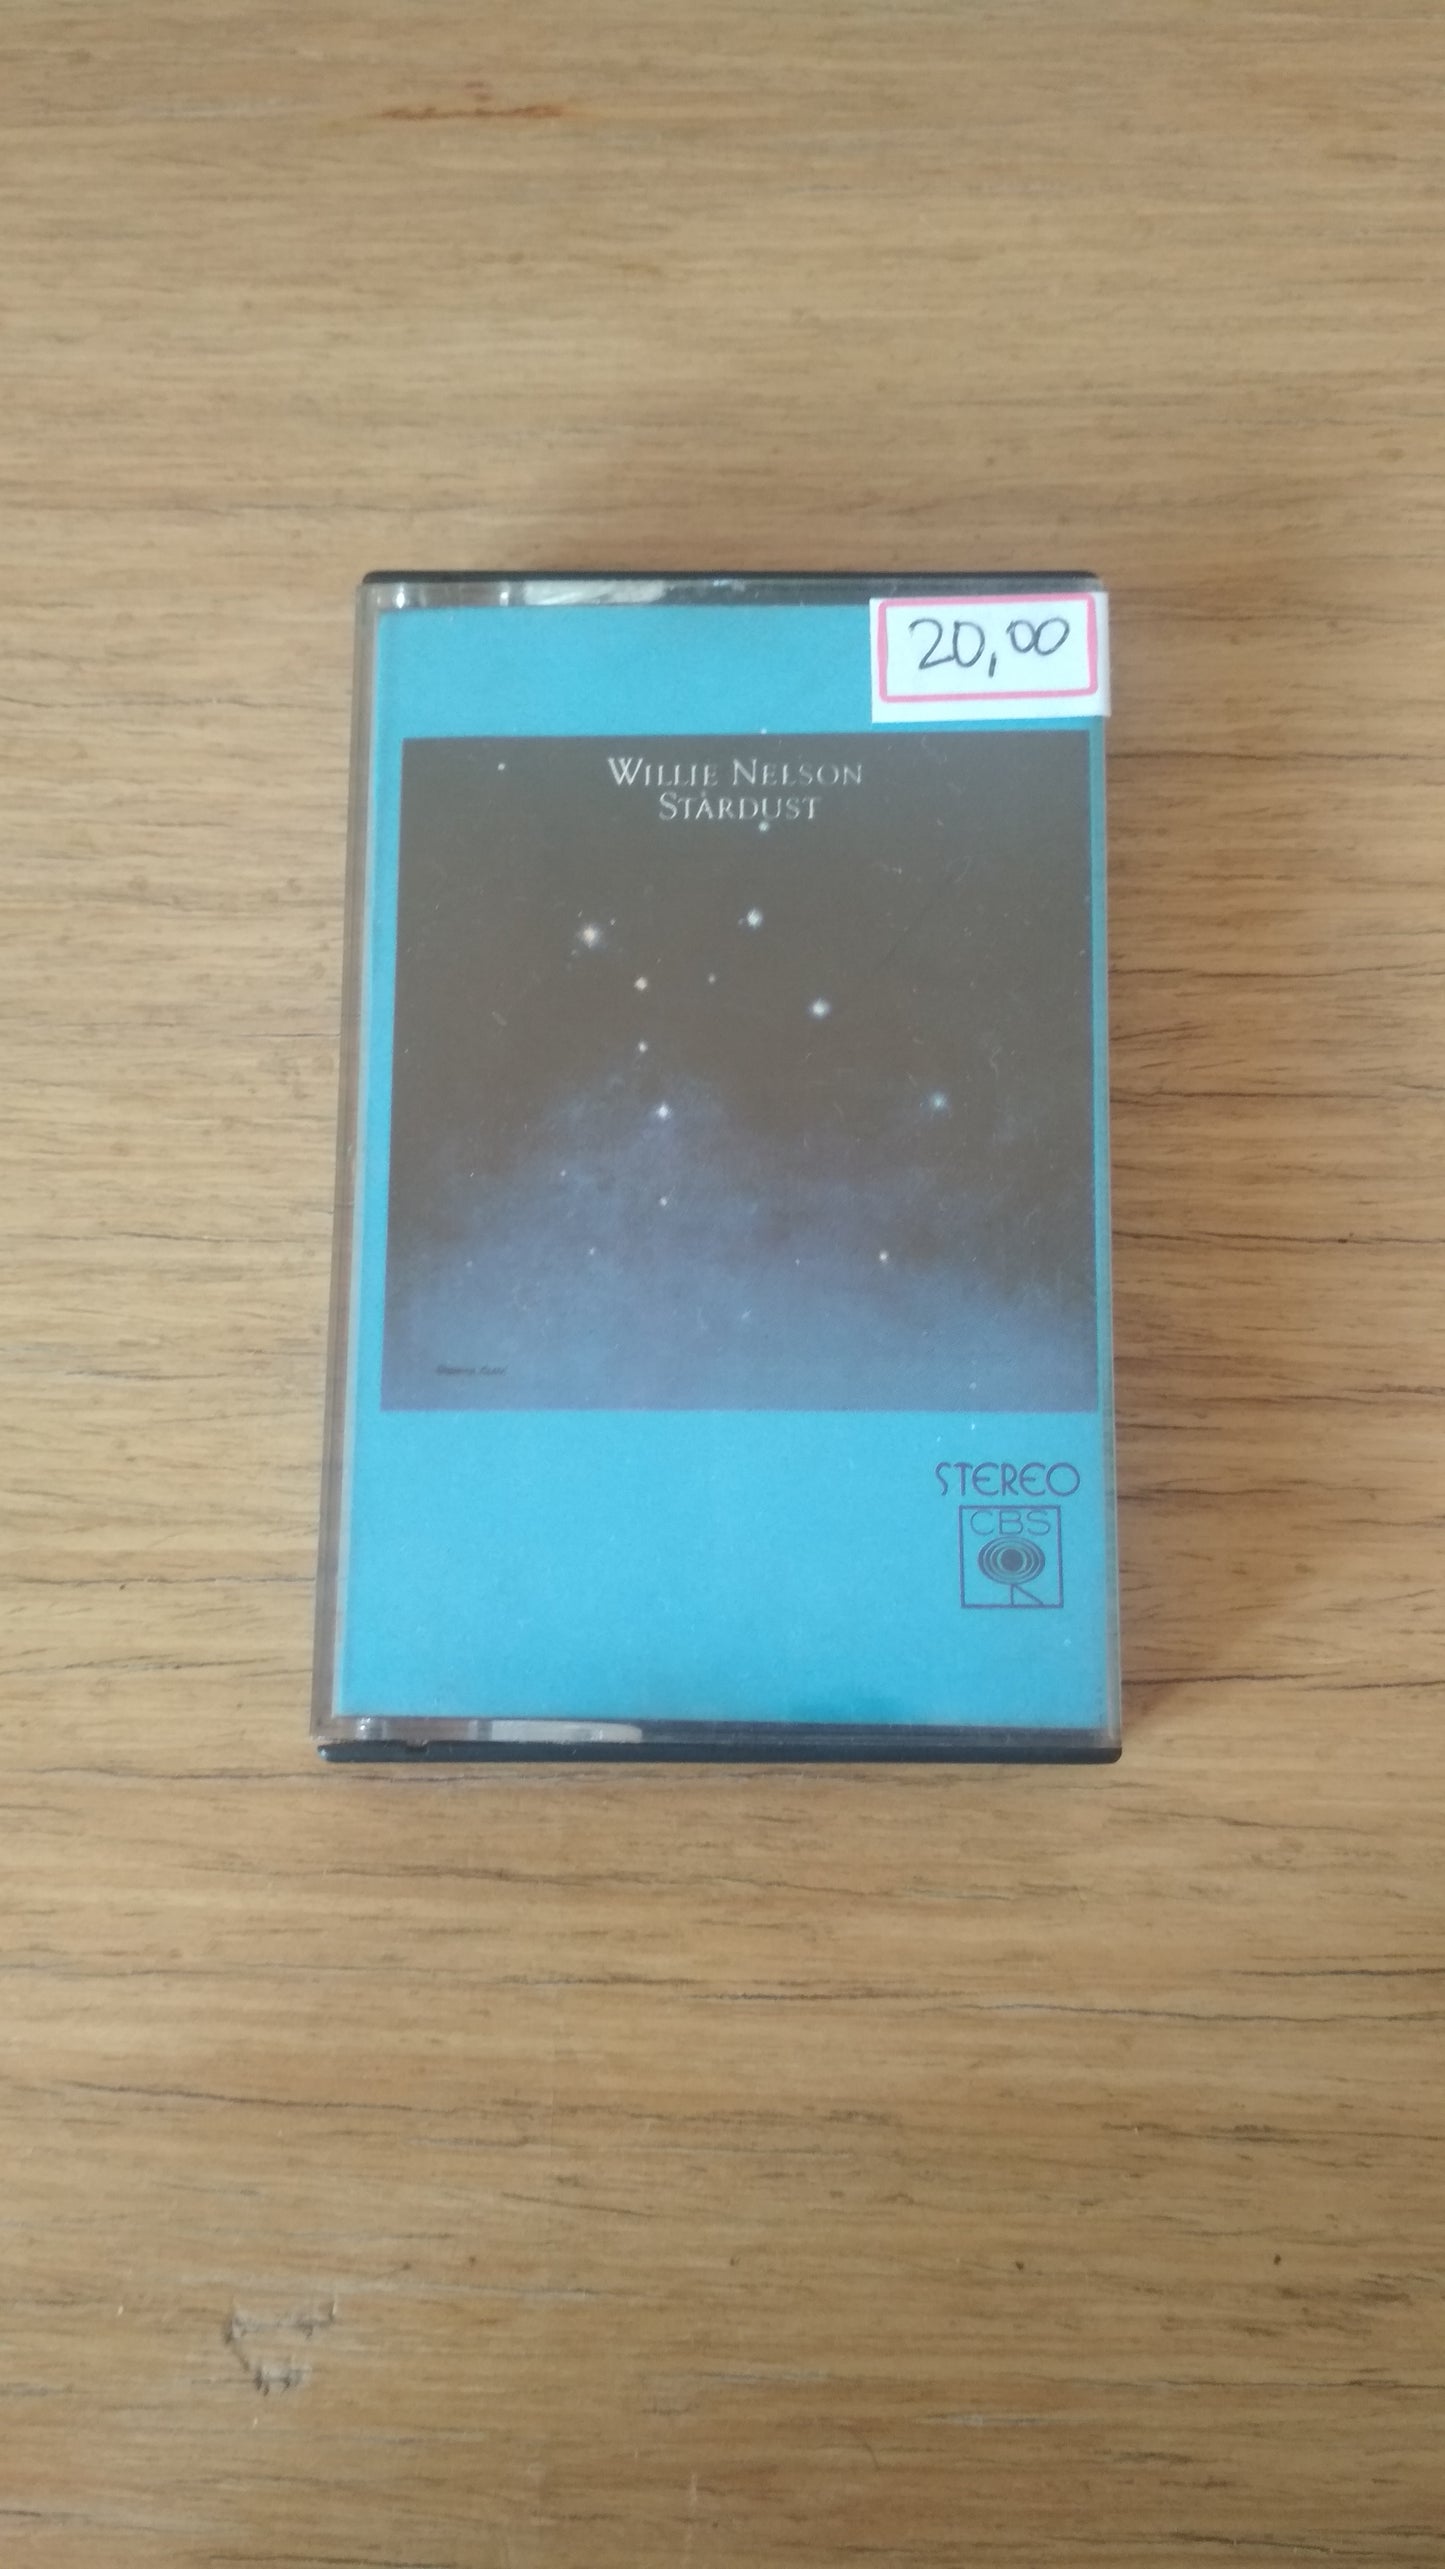 20,00
WILLIE NELSON
STARDUST
STEREO
CBS